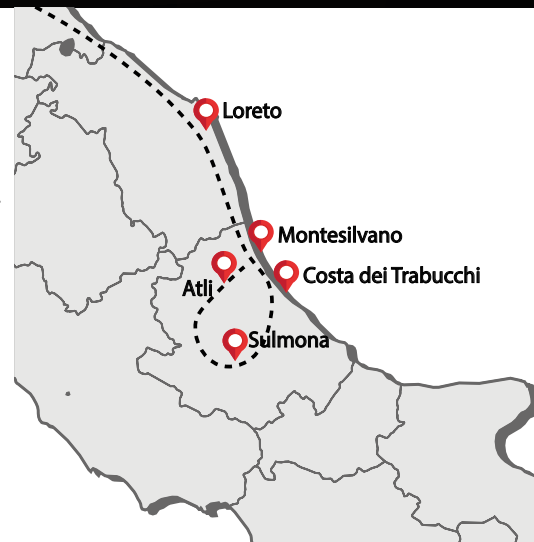 Loreto
Montesilvano
Costa dei Trabucchi
Atli
Sulmona